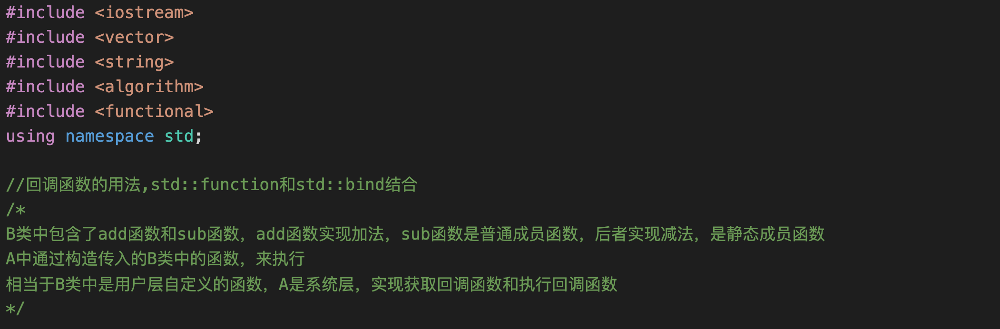 #include <iostream>
#include <vector>
#include <string>
#include <algorithm>
#include <functional>
using namespace std;
//回调函数的用法,std::function和std::bind结合
/*
B类中包含了add函数和sub函数，add函数实现加法，sub函数是普通成员函数，后者实现减法，是静态成员函数
A中通过构造传入的B类中的函数，来执行
相当于B类中是用户层自定义的函数，A是系统层，实现获取回调函数和执行回调函数
*/